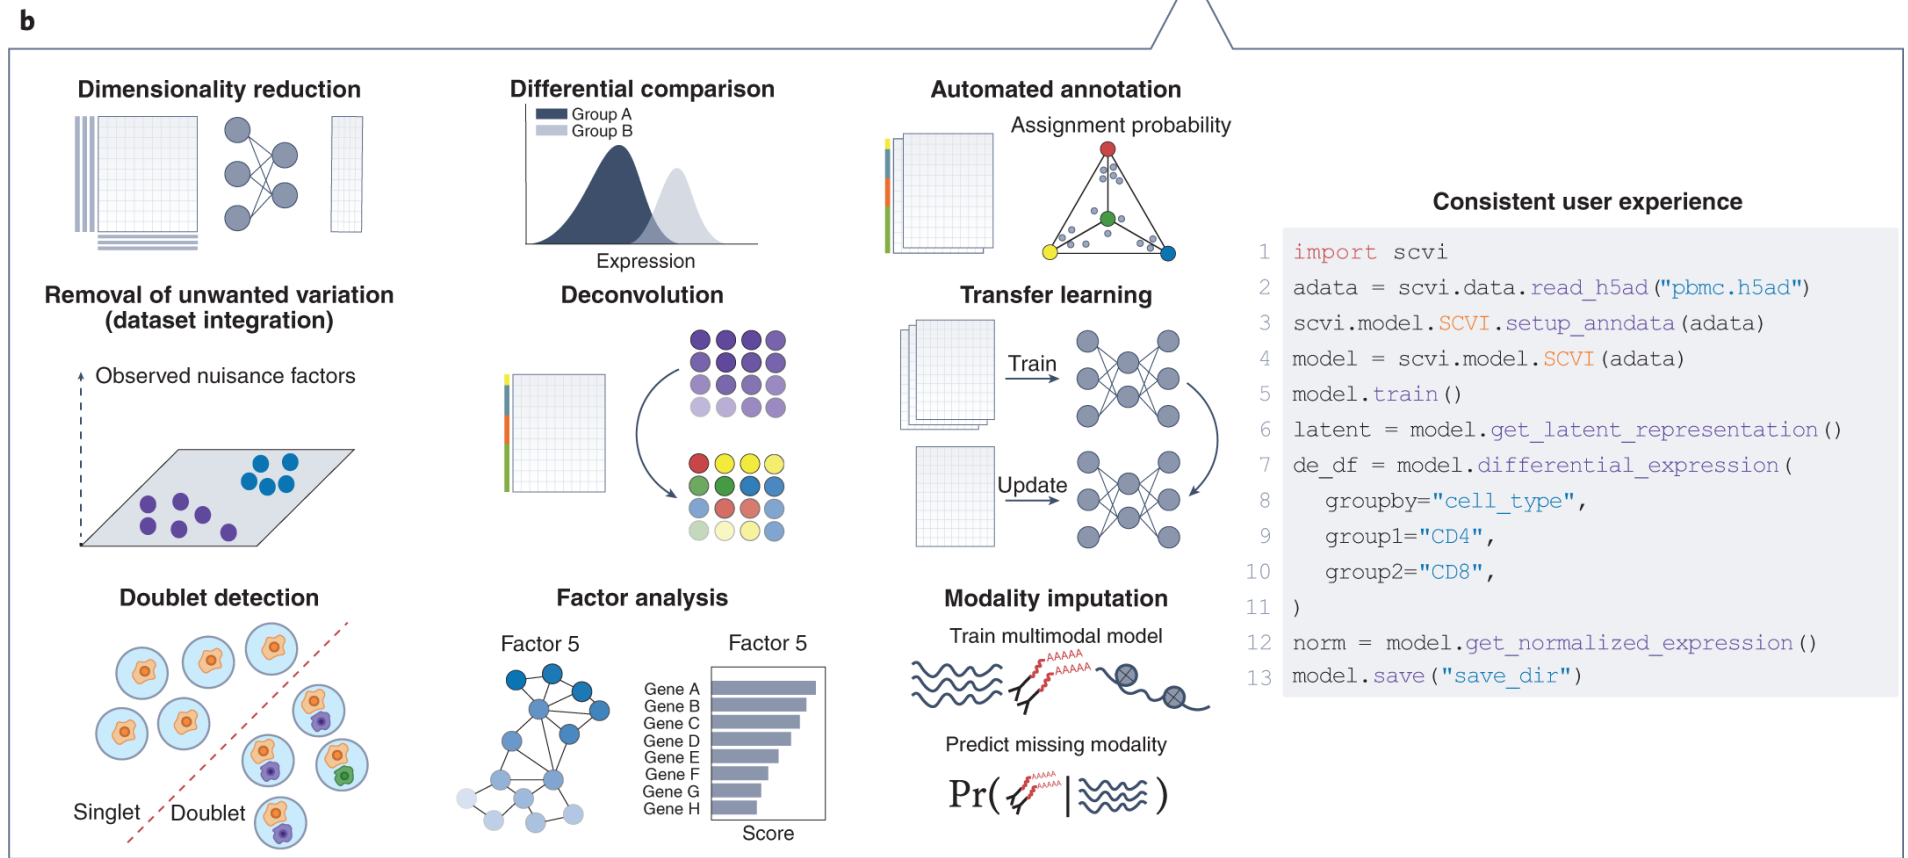 b
Dimensionality reduction
Differential comparison
Group A
Group B
Expression
Automated annotation
Assignment probability
Removal of unwanted variation
(dataset integration)
Observed nuisance factors
Deconvolution
Transfer learning
Train
Update
Doublet detection
Singlet
Doublet
Factor analysis
Factor 5
Factor 5
Gene A
Gene B
Gene C
Gene D
Gene E
Gene F
Gene G
Gene H
Score
Modality imputation
Train multimodal model
AAAAA
AAAAA
Predict missing modality
Pr( AAAAA
AAAAA | )
Consistent user experience
1 import scvi
2 adata = scvi.data.read_h5ad("pbmc.h5ad")
3 scvi.model.SCVI.setup_anndata(adata)
4 model = scvi.model.SCVI(adata)
5 model.train()
6 latent = model.get_latent_representation()
7 de_df = model.differential_expression(
8 groupby="cell_type",
9 group1="CD4",
10 group2="CD8",
11 )
12 norm = model.get_normalized_expression()
13 model.save("save_dir")